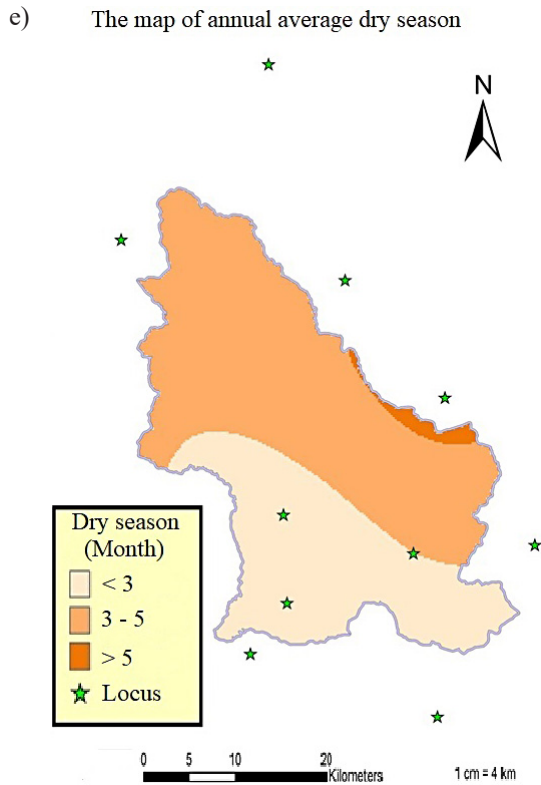 e) The map of annual average dry season
N
Dry season
(Month)
< 3
3 - 5
> 5
Locus
0 5 10 20
Kilometers
1 cm = 4 km